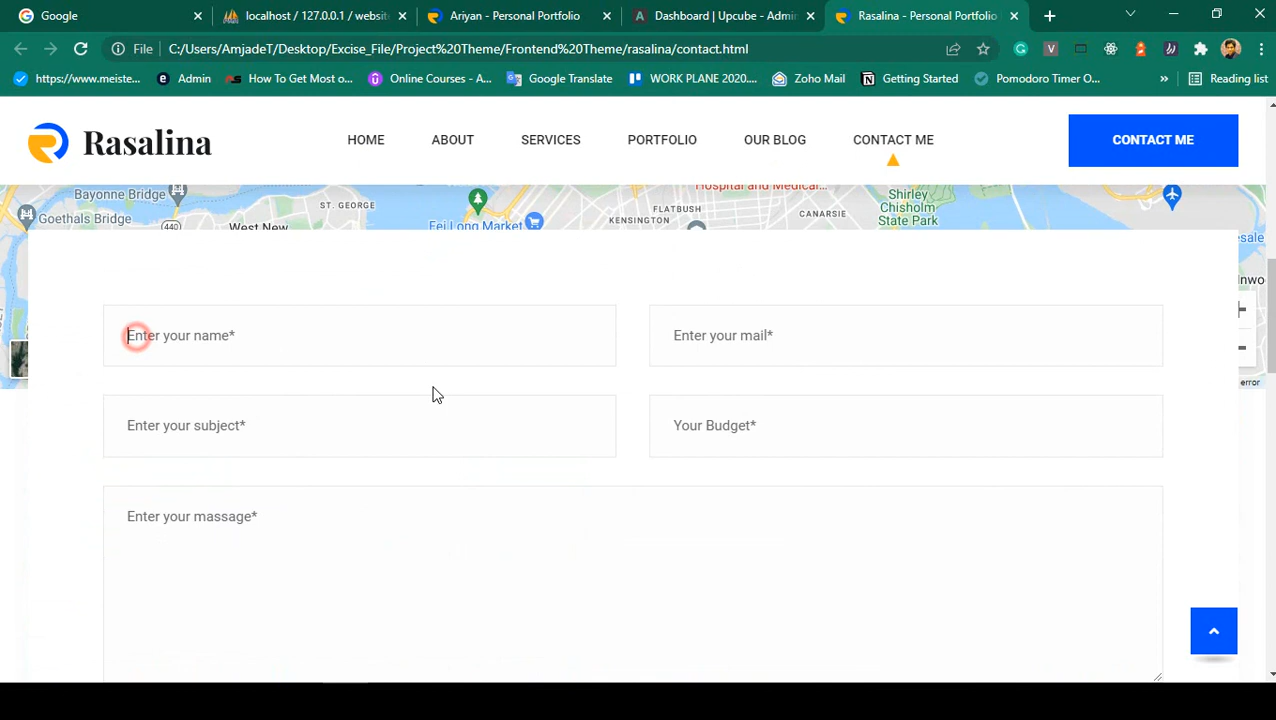 Google
localhost / 127.0.0.1 / website
Ariyan - Personal Portfolio
Dashboard | Upcube - Admin
Rasalina - Personal Portfolio
File C:/Users/AmjadeT/Desktop/Excise_File/Project%20Theme/Frontend%20Theme/rasalina/contact.html
https://www.meiste... Admin How To Get Most o... Online Courses - A... Google Translate WORK PLANE 2020.... Zoho Mail Getting Started Pomodoro Timer O... » Reading list
Rasalina
HOME ABOUT SERVICES PORTFOLIO OUR BLOG CONTACT ME
CONTACT ME
Bayonne Bridge
Goethals Bridge
440
West New
ST. GEORGE
Fei Long Market
FLATBUSH
KENSINGTON
Hospital and Medical...
CANARSIE
Shirley
Chisholm
State Park
Enter your name*
Enter your mail*
Enter your subject*
Your Budget*
Enter your massage*
error